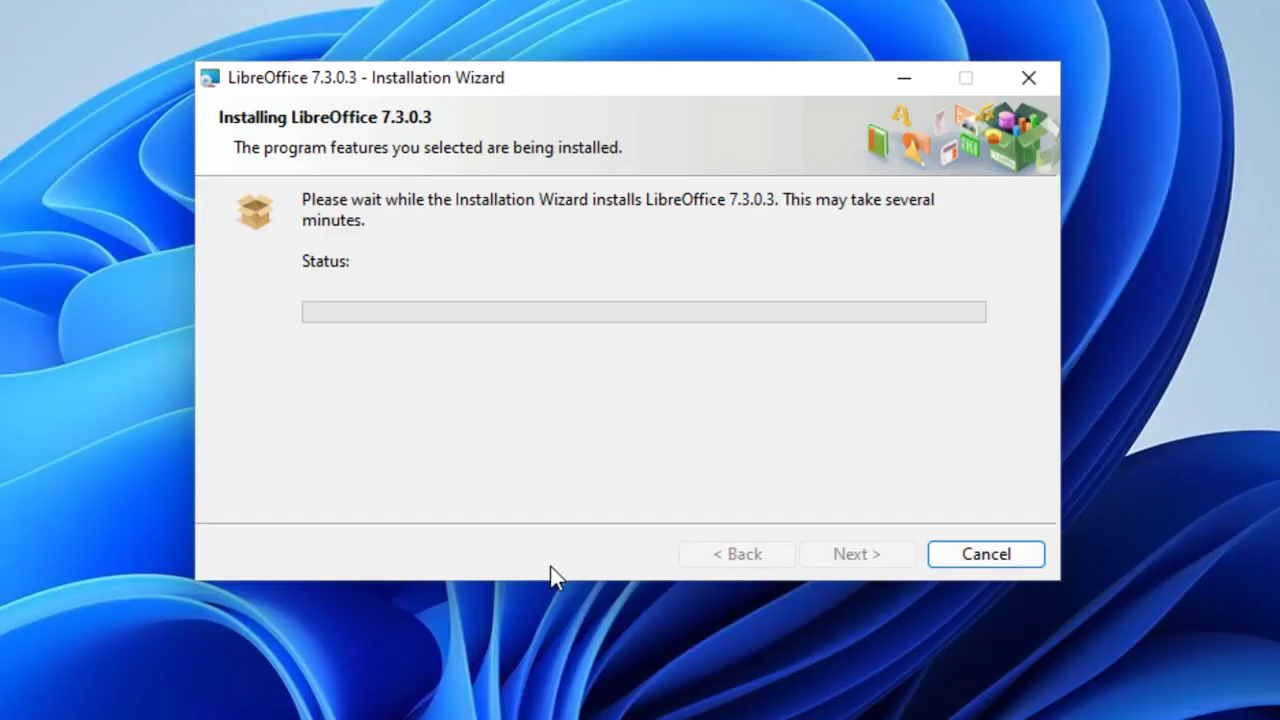 LibreOffice 7.3.0.3 - Installation Wizard
Installing LibreOffice 7.3.0.3
The program features you selected are being installed.
Please wait while the Installation Wizard installs LibreOffice 7.3.0.3. This may take several
minutes.
Status:
< Back
Next >
Cancel